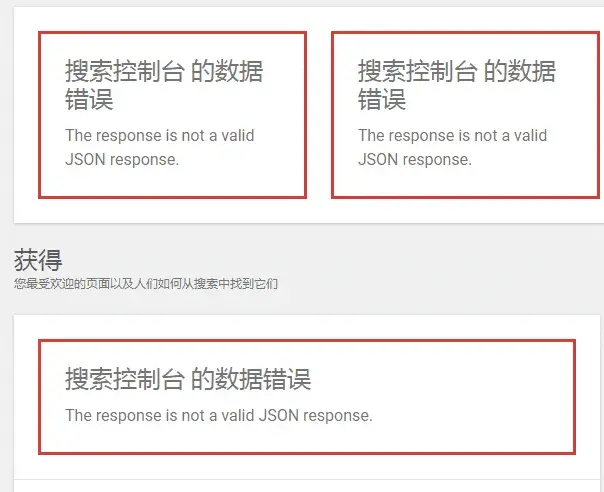 搜索控制台 的数据
错误
The response is not a valid
JSON response.
搜索控制台 的数据
错误
The response is not a valid
JSON response.
获得
您最受欢迎的页面以及人们如何从搜索中找到它们
搜索控制台 的数据错误
The response is not a valid JSON response.